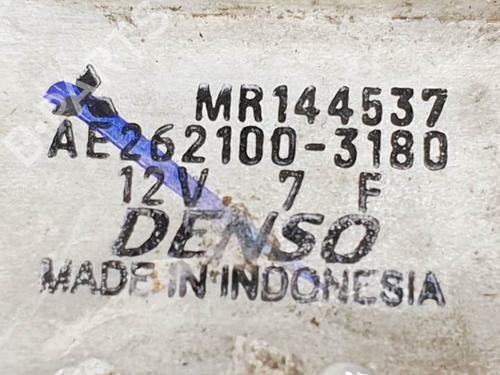 MR144537
AE262100-3180
12V 7 F
DENSO
MADE IN INDONESIA